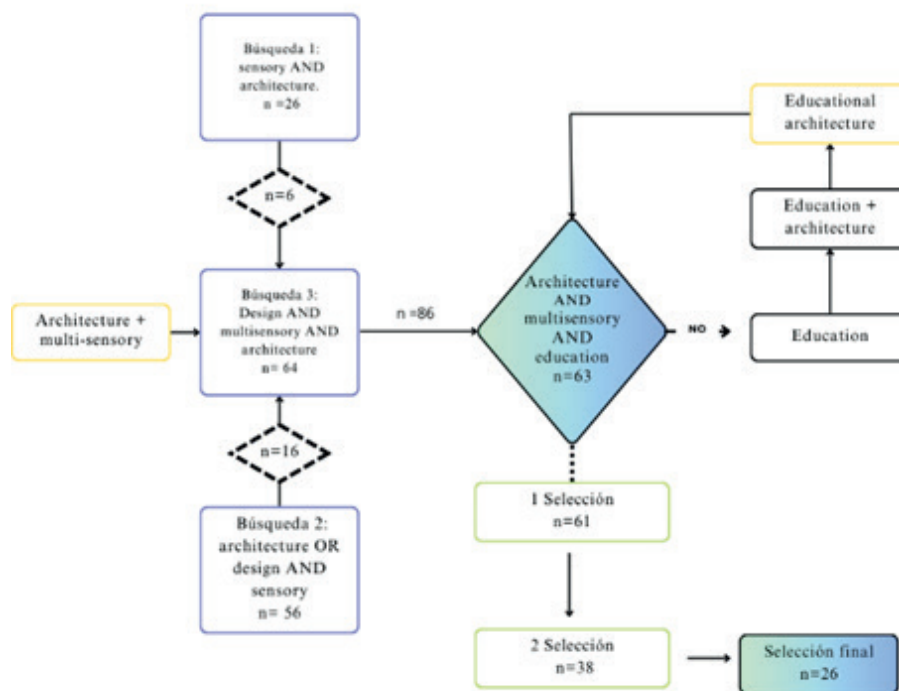 Búsqueda 1:
sensory AND
architecture.
n =26
n=6
Architecture +
multi-sensory
Búsqueda 3:
Design AND
multisensory AND
architecture
n= 64
n =86
n=16
Búsqueda 2:
architecture OR
design AND
sensory
n= 56
Architecture
AND
multisensory
AND
education
n=63
NO
Education
Education +
architecture
Educational
architecture
1 Selección
n=61
2 Selección
n=38
Selección final
n=26